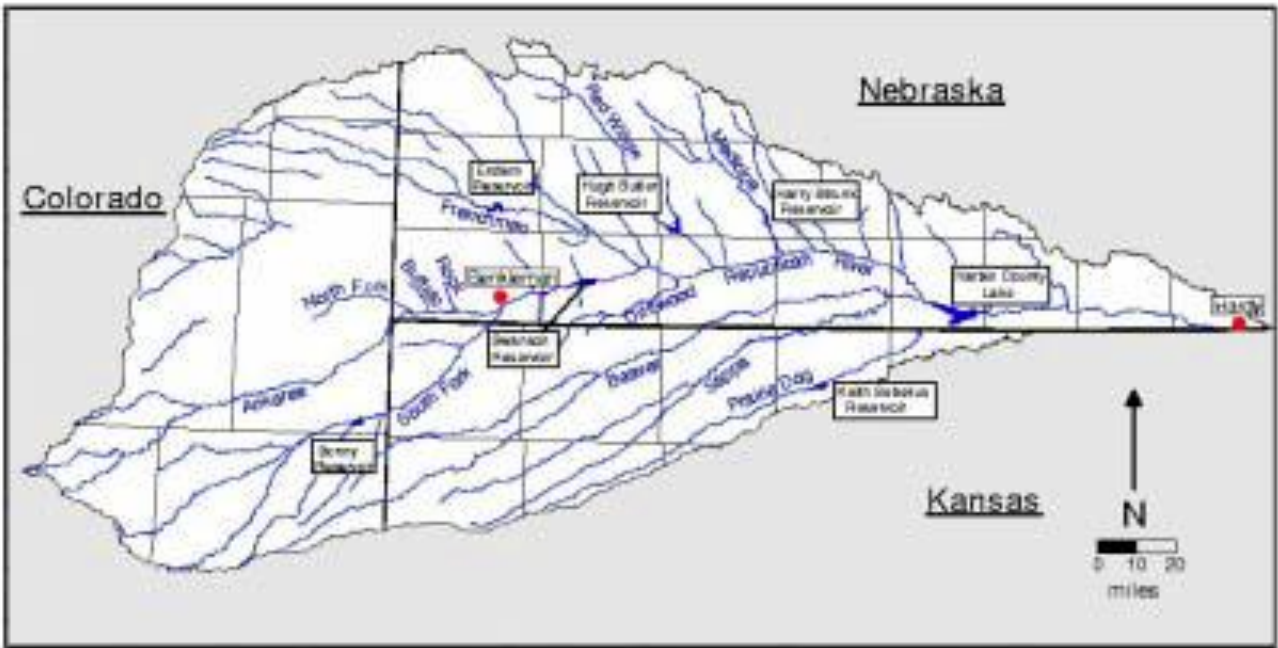 Nebraska
Colorado
Red Willow
Medicine
Enders
Reservoir
Hugh Butler
Reservoir
Harry Strunk
Reservoir
Frenchman
Buffalo
Rock
North Fork
Republican
River
Harlan County
Lake
Hardy
Swanson
Reservoir
Driftwood
Arikaree
South Fork
Beaver
Sappa
Prairie Dog
Keith Sebelius
Reservoir
Bonny
Reservoir
Kansas
N
0 10 20
miles